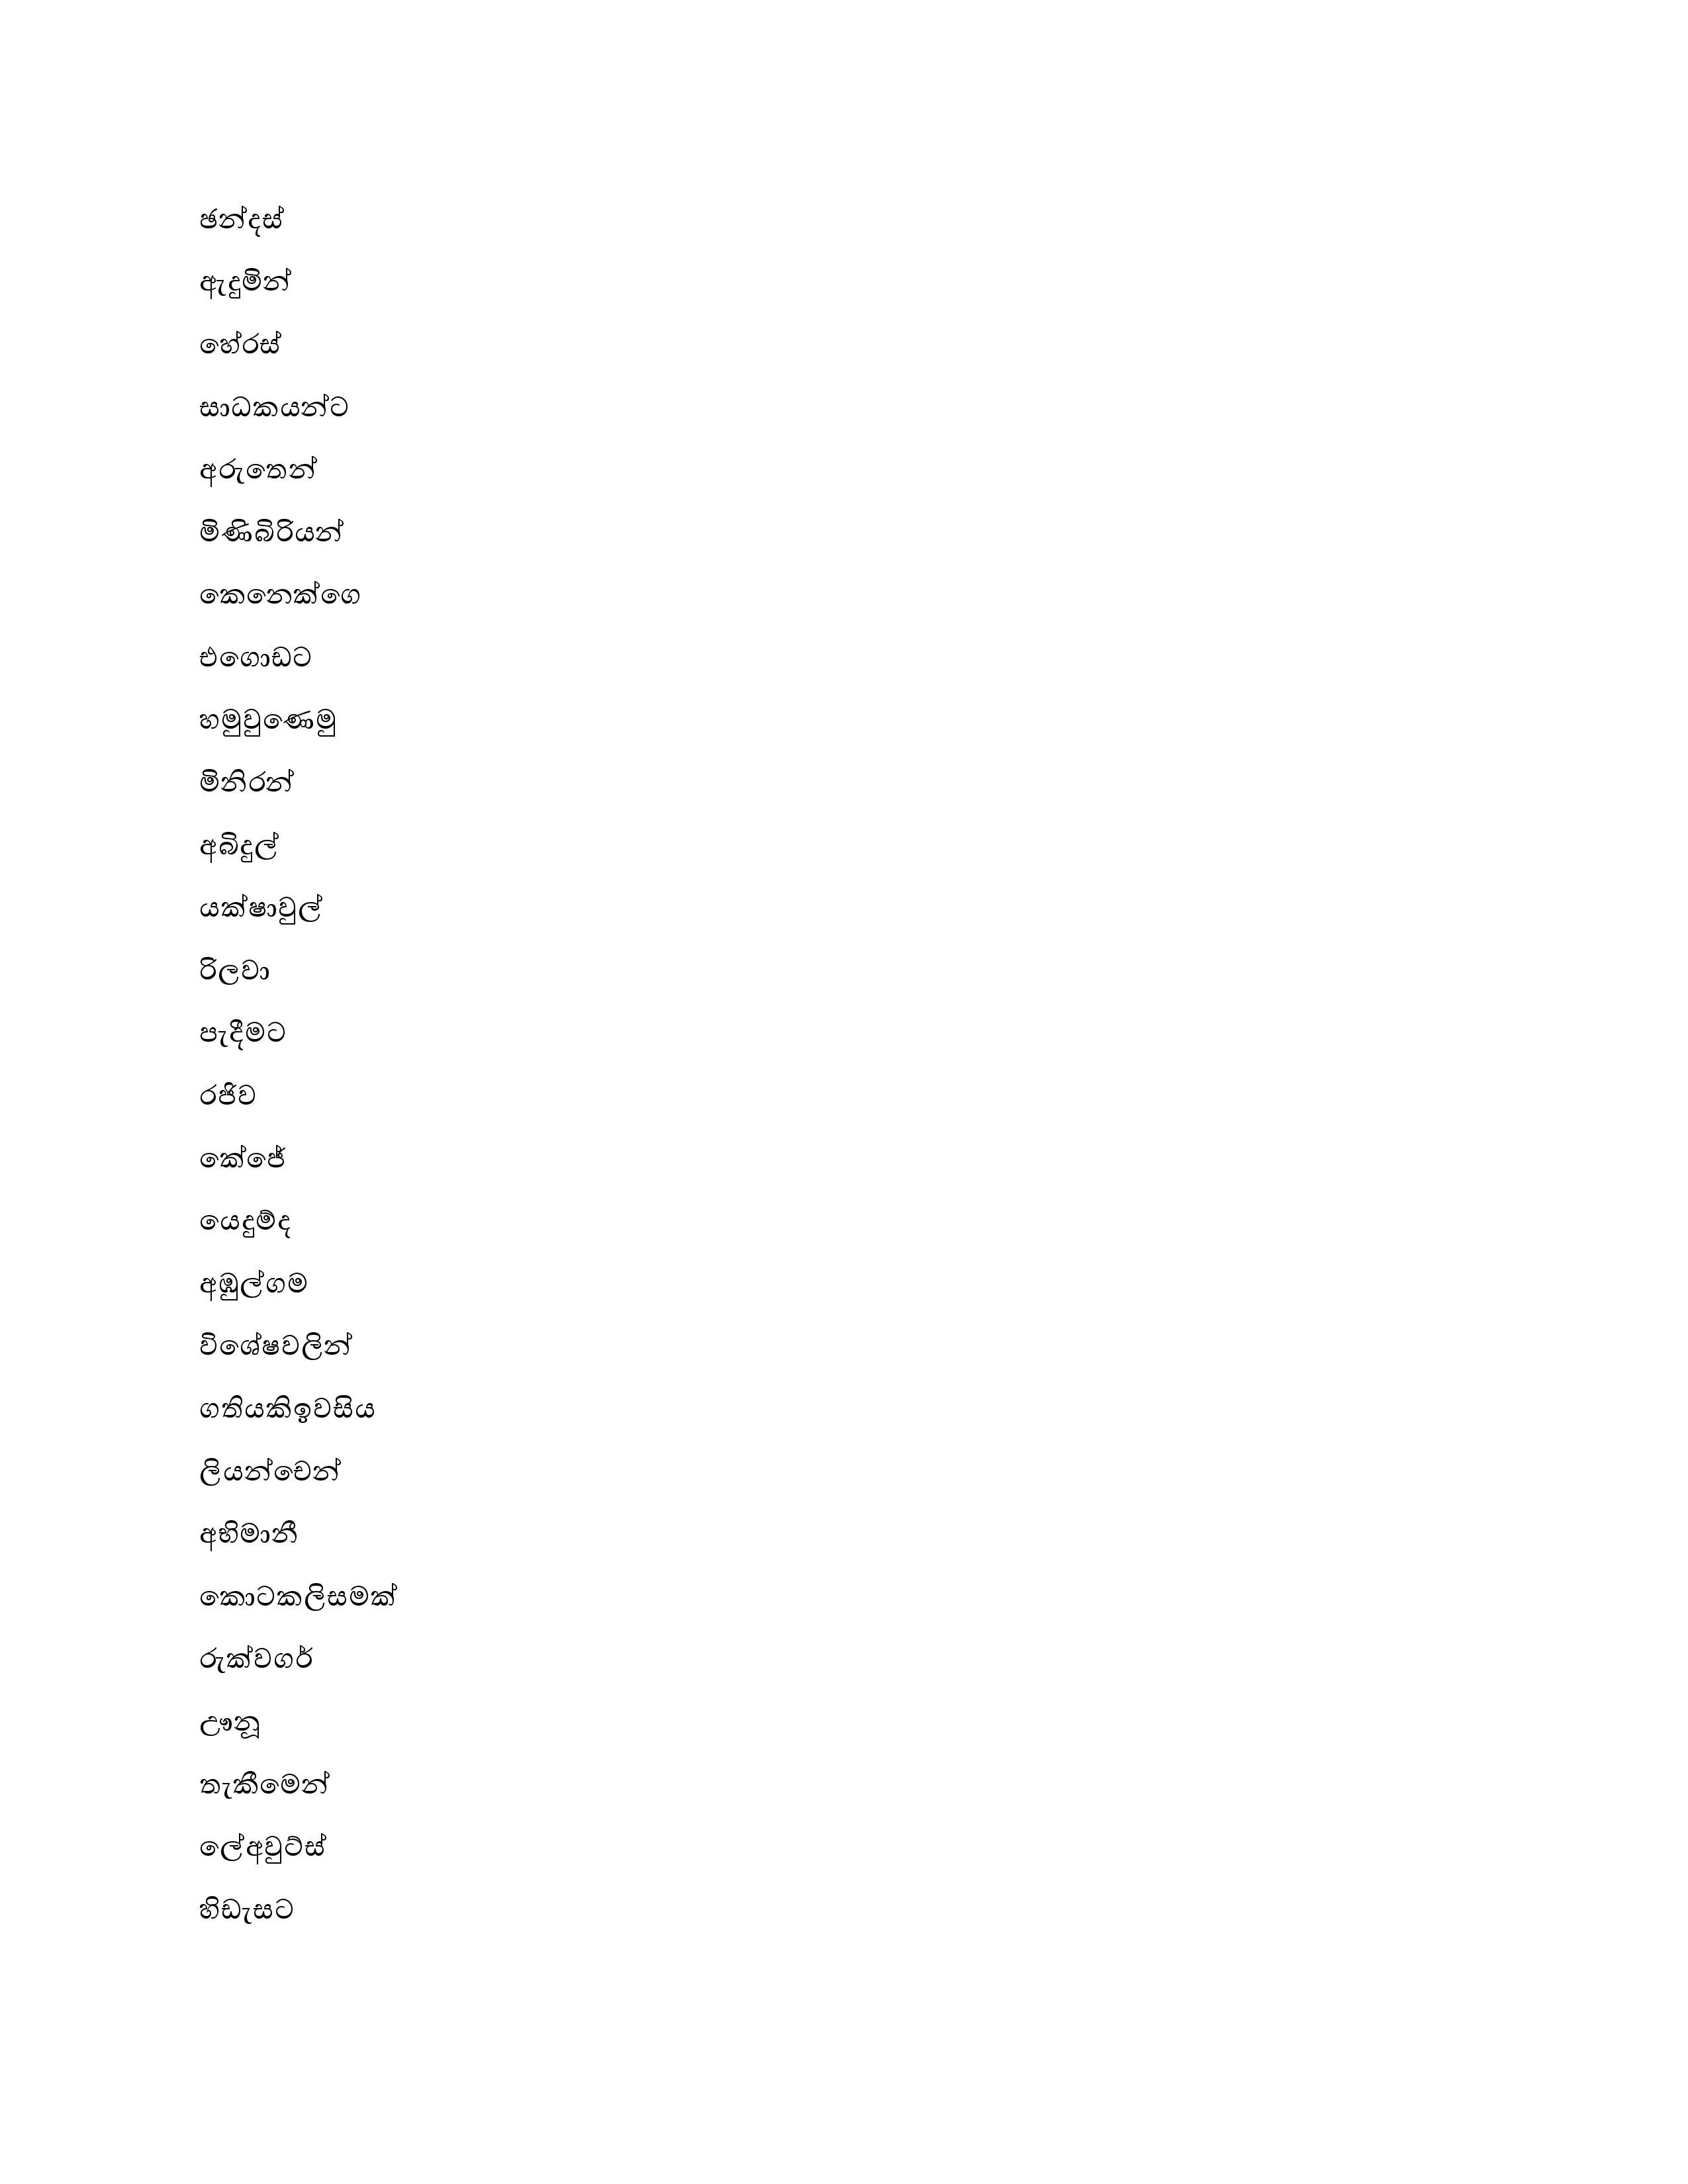 ඡන්දස්
ඇදුමින්
හේරස්
සාධකයන්ට
අරුතෙන්
මිණිබිරියන්
කෙනෙක්ගෙ
එගොඩට
හමුවුණෙමු
මිනිරන්
අබ්දුල්
යක්ෂාවුල්
රිලවා
පැදීමට
රජිව
කේජේ
යෙදුම්ද
අඹුල්ගම
විශේෂවලින්
ගතියකිඉවසිය
ලියන්චෙන්
අභිමානී
කොටකලිසමක්
රුක්වගර්
ඌනූ
තැකීමෙන්
ලේඅවුට්ස්
හිඩැසට